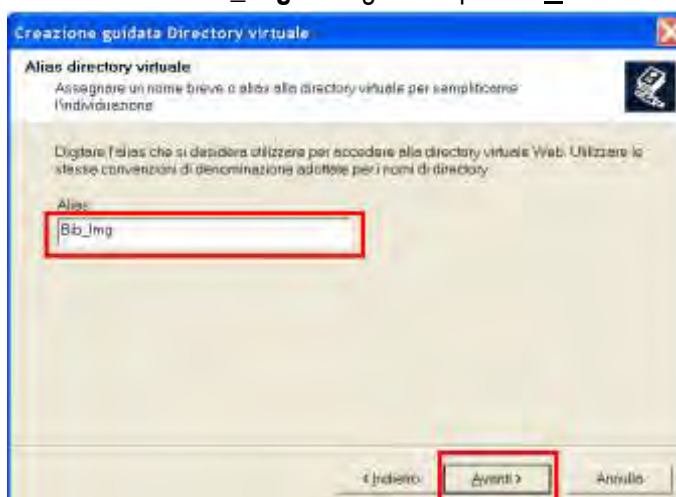 Creazione guidata Directory virtuale
Alias directory virtuale
Assegnare un nome breve o alias alla directory virtuale per semplificarne
l'individuazione
Digitare l'alias che si desidera utilizzare per accedere alla directory virtuale Web. Utilizzare le
stesse convenzioni di denominazione adottate per i nomi di directory.
Alias:
Bib_Img
< Indietro
Avanti >
Annulla